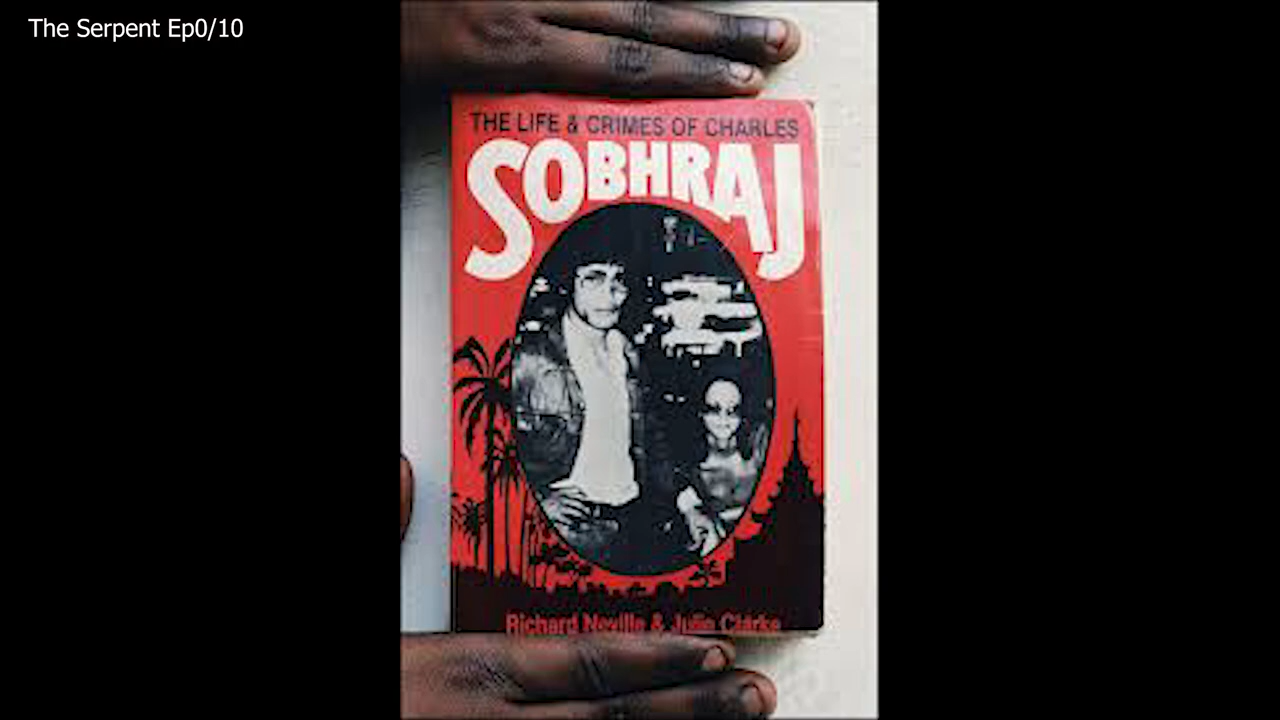 The Serpent Ep0/10
THE LIFE & CRIMES OF CHARLES
SOBHRAJ
Richard Neville & Julie Clarke